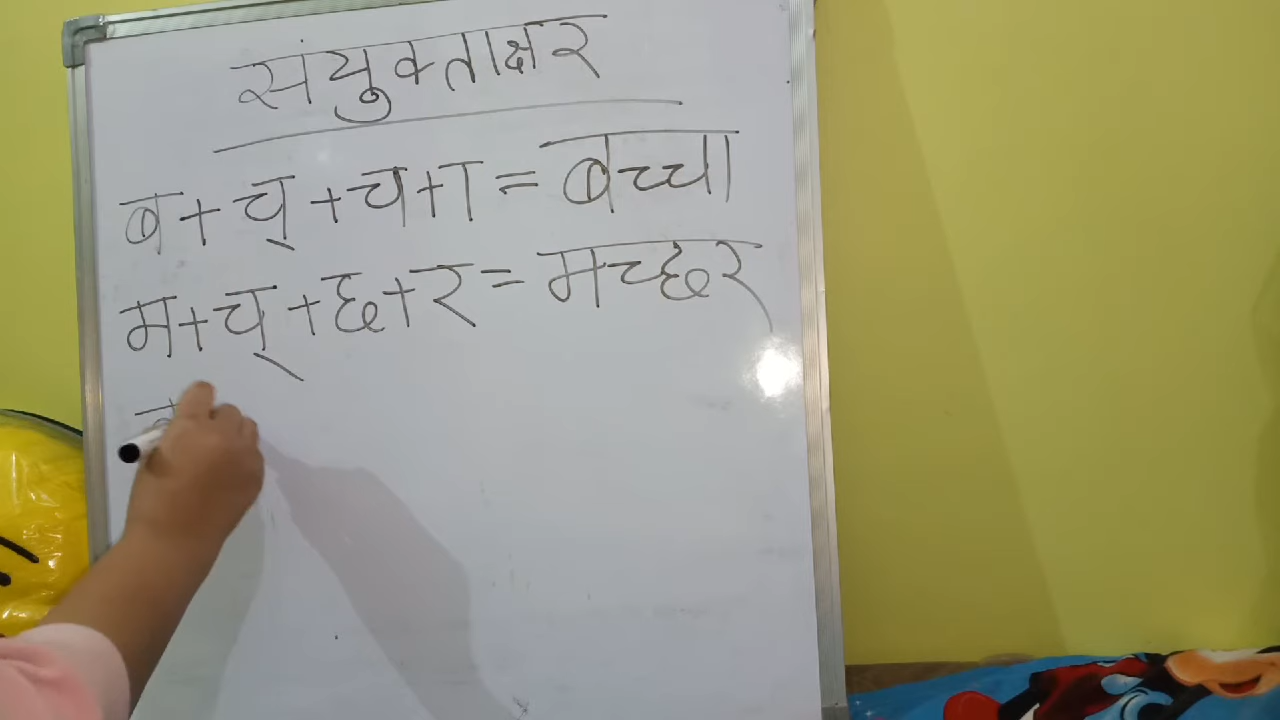 संयुक्ताक्षर
ब + च् + च + ा = बच्चा
म + च् + छ + र = मच्छर